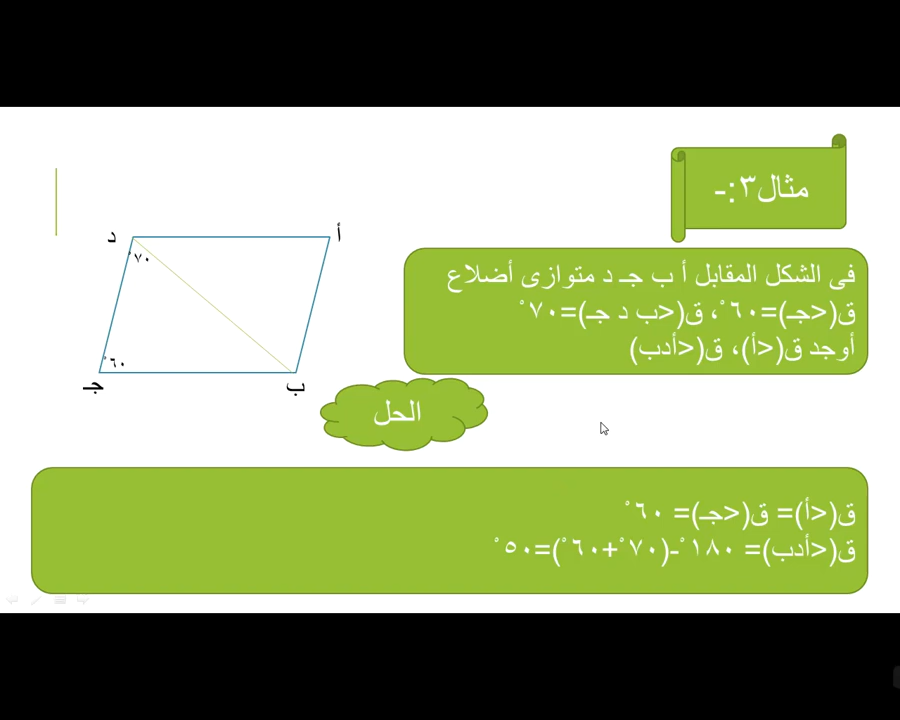 مثال٣:-
فى الشكل المقابل أ ب جـ د متوازى أضلاع
ق(<جـ)=٦٠°، ق(<ب د جـ)=٧٠°
أوجد ق(<أ)، ق(<أدب)
أ
د
٧٠°
٦٠°
جـ
ب
الحل
ق(<أ)= ق(<جـ)= ٦٠°
ق(<أدب)= ١٨٠°-(٧٠°+٦٠°)=٥٠°